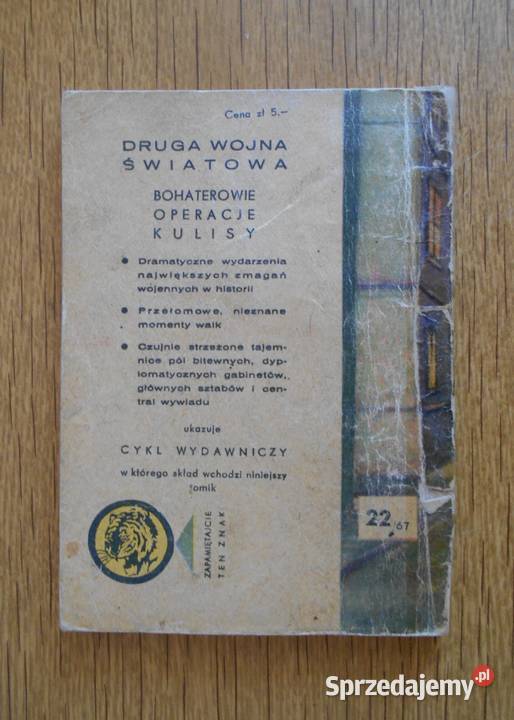 Cena zł 5.—
DRUGA WOJNA
ŚWIATOWA
BOHATEROWIE
OPERACJE
KULISY
● Dramatyczne wydarzenia
największych zmagań
wojennych w historii
● Przełomowe, nieznane
momenty walk
● Czujnie strzeżone tajem-
nice pól bitewnych, dyp-
lomatycznych gabinetów,
głównych sztabów i cen-
tral wywiadu
ukazuje
CYKL WYDAWNICZY
w którego skład wchodzi niniejszy
tomik
ZAPAMIĘTAJCIE
TEN ZNAK
22/67
Sprzedajemy.pl